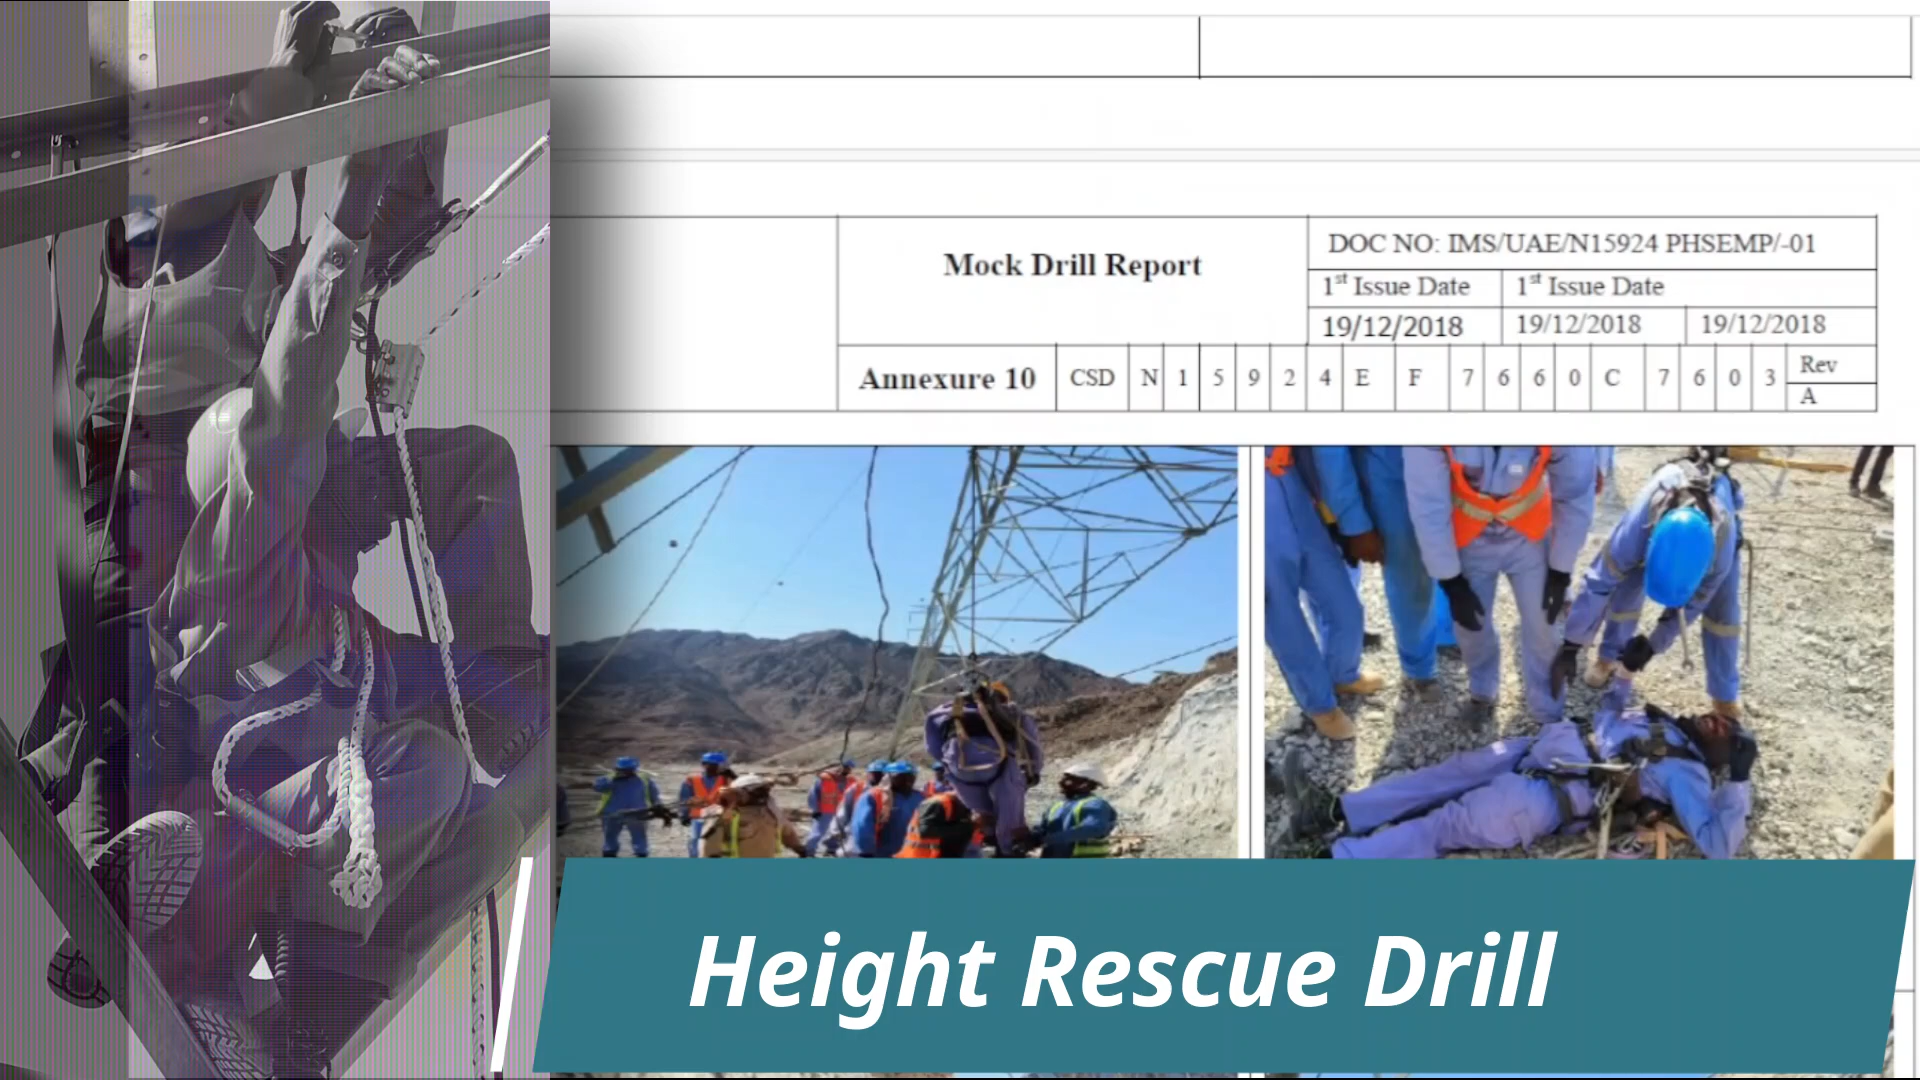 Mock Drill Report
DOC NO: IMS/UAE/N15924 PHSEMP/-01
1st Issue Date 1st Issue Date
19/12/2018 19/12/2018 19/12/2018
Annexure 10 CSD N 1 5 9 2 4 E F 7 6 6 0 C 7 6 0 3 Rev
A
Height Rescue Drill